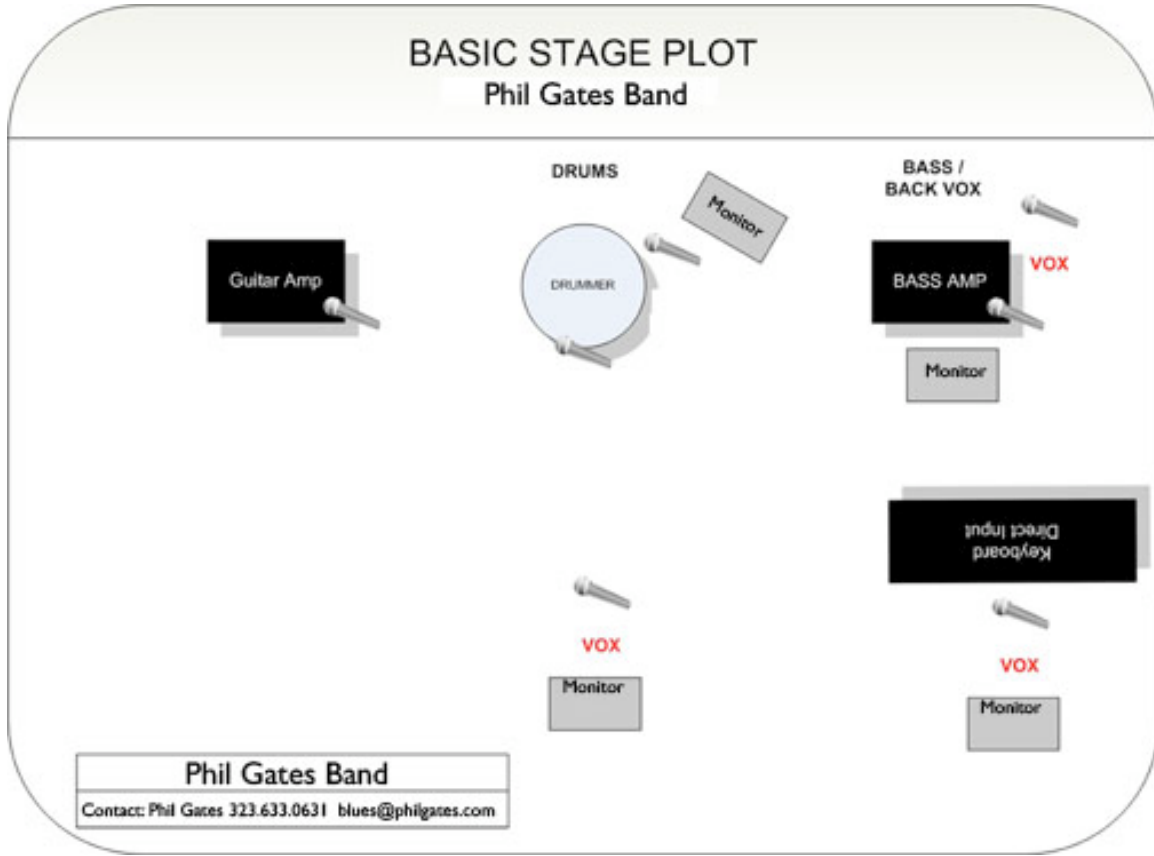 BASIC STAGE PLOT
Phil Gates Band
DRUMS
BASS /
BACK VOX
Monitor
VOX
Guitar Amp
DRUMMER
BASS AMP
Monitor
Keyboard
Direct Input
VOX
Monitor
VOX
Monitor
Phil Gates Band
Contact: Phil Gates 323.633.0631 blues@philgates.com